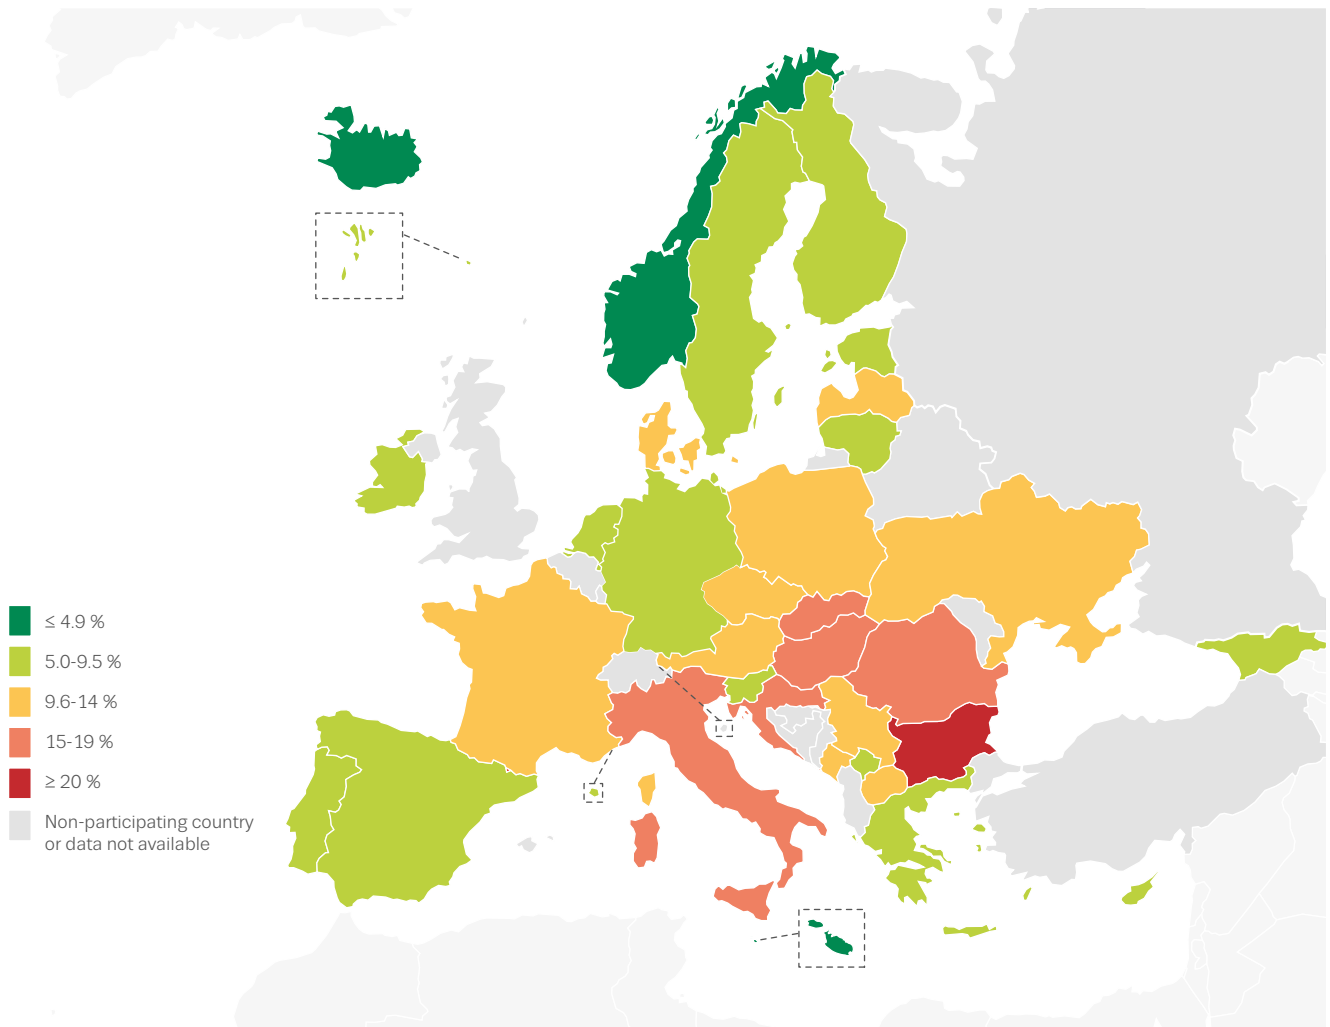 ≤ 4.9 %
5.0-9.5 %
9.6-14 %
15-19 %
≥ 20 %
Non-participating country
or data not available